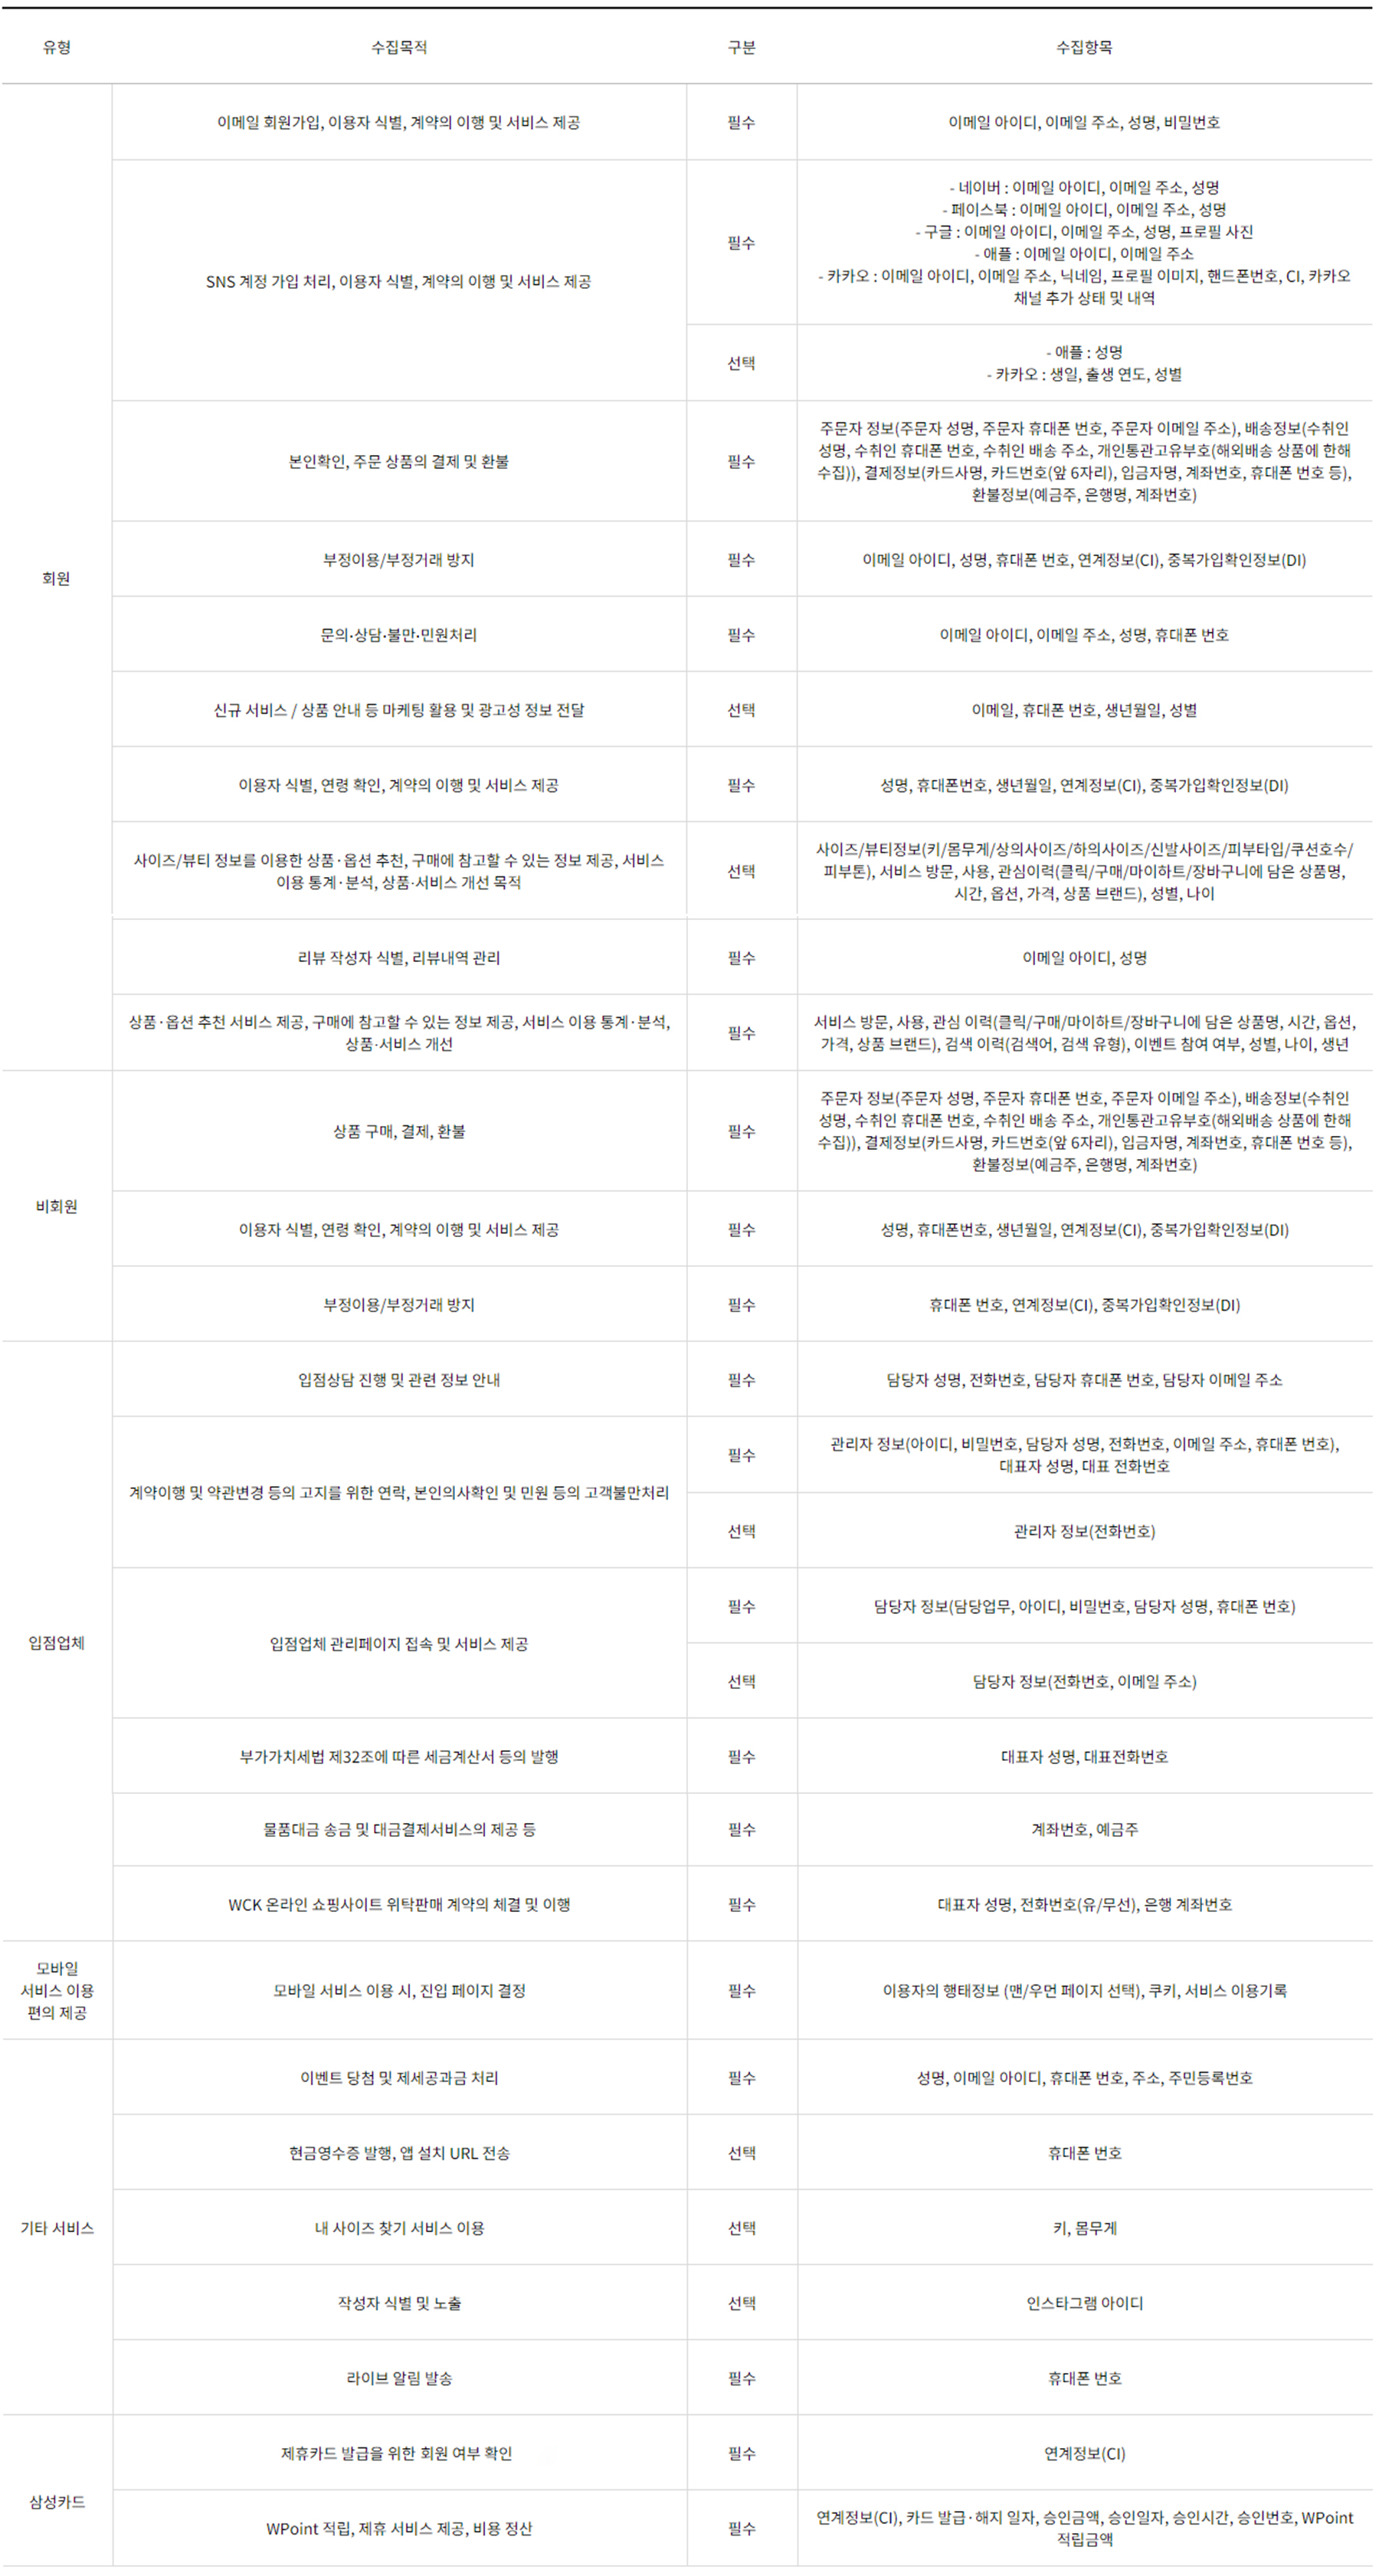 유형 수집목적 구분 수집항목
회원
이메일 회원가입, 이용자 식별, 계약의 이행 및 서비스 제공 필수 이메일 아이디, 이메일 주소, 성명, 비밀번호
SNS 계정 가입 처리, 이용자 식별, 계약의 이행 및 서비스 제공
필수
- 네이버 : 이메일 아이디, 이메일 주소, 성명
- 페이스북 : 이메일 아이디, 이메일 주소, 성명
- 구글 : 이메일 아이디, 이메일 주소, 성명, 프로필 사진
- 애플 : 이메일 아이디, 이메일 주소
- 카카오 : 이메일 아이디, 이메일 주소, 닉네임, 프로필 이미지, 핸드폰번호, CI, 카카오
채널 추가 상태 및 내역
선택
- 애플 : 성명
- 카카오 : 생일, 출생 연도, 성별
본인확인, 주문 상품의 결제 및 환불
필수
주문자 정보(주문자 성명, 주문자 휴대폰 번호, 주문자 이메일 주소), 배송정보(수취인
성명, 수취인 휴대폰 번호, 수취인 배송 주소, 개인통관고유부호(해외배송 상품에 한해
수집)), 결제정보(카드사명, 카드번호(앞 6자리), 입금자명, 계좌번호, 휴대폰 번호 등),
환불정보(예금주, 은행명, 계좌번호)
부정이용/부정거래 방지 필수 이메일 아이디, 성명, 휴대폰 번호, 연계정보(CI), 중복가입확인정보(DI)
문의·상담·불만·민원처리 필수 이메일 아이디, 이메일 주소, 성명, 휴대폰 번호
신규 서비스 / 상품 안내 등 마케팅 활용 및 광고성 정보 전달 선택 이메일, 휴대폰 번호, 생년월일, 성별
이용자 식별, 연령 확인, 계약의 이행 및 서비스 제공 필수 성명, 휴대폰번호, 생년월일, 연계정보(CI), 중복가입확인정보(DI)
사이즈/뷰티 정보를 이용한 상품·옵션 추천, 구매에 참고할 수 있는 정보 제공, 서비스
이용 통계·분석, 상품·서비스 개선 목적
선택
사이즈/뷰티정보(키/몸무게/상의사이즈/하의사이즈/신발사이즈/피부타입/쿠션호수/
피부톤), 서비스 방문, 사용, 관심이력(클릭/구매/마이하트/장바구니에 담은 상품명,
시간, 옵션, 가격, 상품 브랜드), 성별, 나이
리뷰 작성자 식별, 리뷰내역 관리 필수 이메일 아이디, 성명
상품·옵션 추천 서비스 제공, 구매에 참고할 수 있는 정보 제공, 서비스 이용 통계·분석,
상품·서비스 개선
필수
서비스 방문, 사용, 관심 이력(클릭/구매/마이하트/장바구니에 담은 상품명, 시간, 옵션,
가격, 상품 브랜드), 검색 이력(검색어, 검색 유형), 이벤트 참여 여부, 성별, 나이, 생년
비회원
상품 구매, 결제, 환불
필수
주문자 정보(주문자 성명, 주문자 휴대폰 번호, 주문자 이메일 주소), 배송정보(수취인
성명, 수취인 휴대폰 번호, 수취인 배송 주소, 개인통관고유부호(해외배송 상품에 한해
수집)), 결제정보(카드사명, 카드번호(앞 6자리), 입금자명, 계좌번호, 휴대폰 번호 등),
환불정보(예금주, 은행명, 계좌번호)
이용자 식별, 연령 확인, 계약의 이행 및 서비스 제공 필수 성명, 휴대폰번호, 생년월일, 연계정보(CI), 중복가입확인정보(DI)
부정이용/부정거래 방지 필수 휴대폰 번호, 연계정보(CI), 중복가입확인정보(DI)
입점업체
입점상담 진행 및 관련 정보 안내 필수 담당자 성명, 전화번호, 담당자 휴대폰 번호, 담당자 이메일 주소
계약이행 및 약관변경 등의 고지를 위한 연락, 본인의사확인 및 민원 등의 고객불만처리
필수
관리자 정보(아이디, 비밀번호, 담당자 성명, 전화번호, 이메일 주소, 휴대폰 번호),
대표자 성명, 대표 전화번호
선택 관리자 정보(전화번호)
입점업체 관리페이지 접속 및 서비스 제공
필수 담당자 정보(담당업무, 아이디, 비밀번호, 담당자 성명, 휴대폰 번호)
선택 담당자 정보(전화번호, 이메일 주소)
부가가치세법 제32조에 따른 세금계산서 등의 발행 필수 대표자 성명, 대표전화번호
물품대금 송금 및 대금결제서비스의 제공 등 필수 계좌번호, 예금주
WCK 온라인 쇼핑사이트 위탁판매 계약의 체결 및 이행 필수 대표자 성명, 전화번호(유/무선), 은행 계좌번호
모바일
서비스 이용
편의 제공
모바일 서비스 이용 시, 진입 페이지 결정 필수 이용자의 행태정보 (맨/우먼 페이지 선택), 쿠키, 서비스 이용기록
기타 서비스
이벤트 당첨 및 제세공과금 처리 필수 성명, 이메일 아이디, 휴대폰 번호, 주소, 주민등록번호
현금영수증 발행, 앱 설치 URL 전송 선택 휴대폰 번호
내 사이즈 찾기 서비스 이용 선택 키, 몸무게
작성자 식별 및 노출 선택 인스타그램 아이디
라이브 알림 발송 필수 휴대폰 번호
삼성카드
제휴카드 발급을 위한 회원 여부 확인 필수 연계정보(CI)
WPoint 적립, 제휴 서비스 제공, 비용 정산
필수
연계정보(CI), 카드 발급·해지 일자, 승인금액, 승인일자, 승인시간, 승인번호, WPoint
적립금액